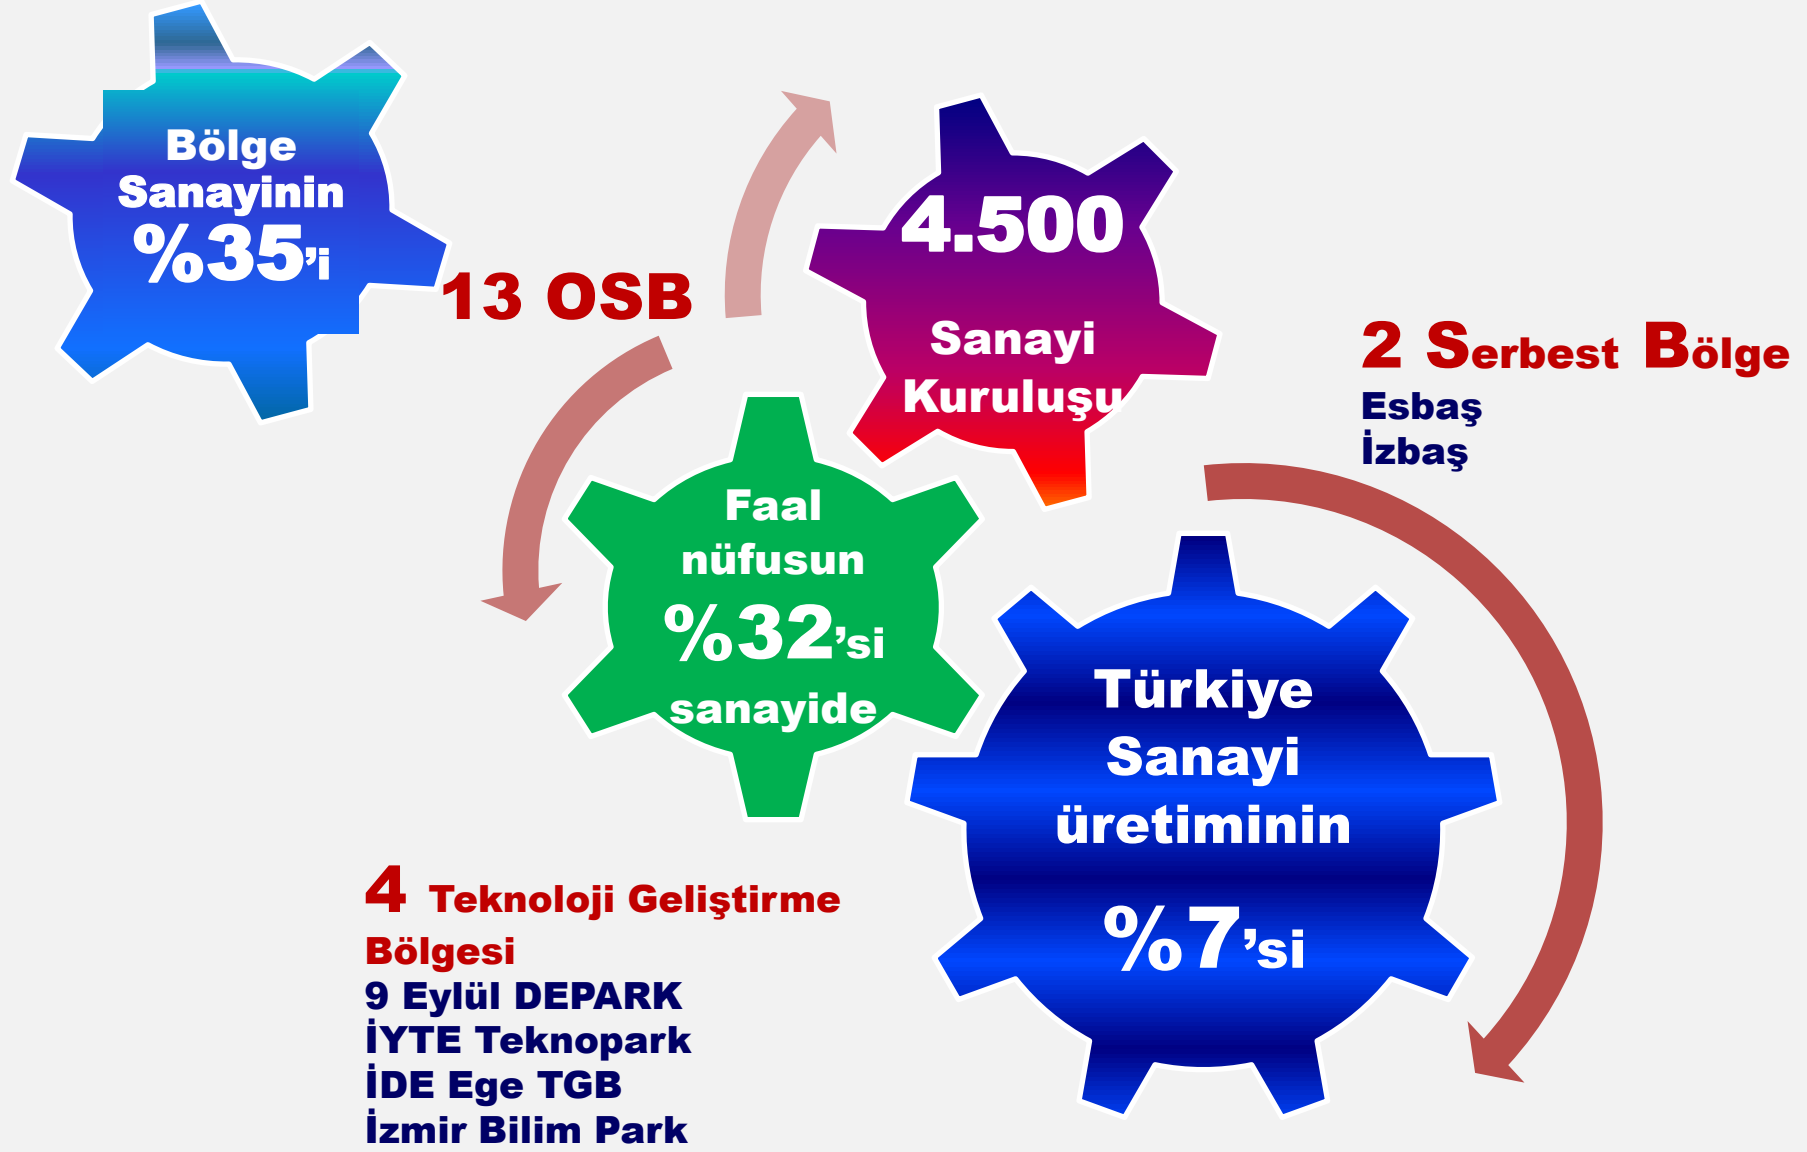 Bölge
Sanayinin
%35’i
13 OSB
4.500
Sanayi
Kuruluşu
2 Serbest Bölge
Esbaş
İzbaş
Faal
nüfusun
%32’si
sanayide
Türkiye
Sanayi
üretiminin
%7’si
4 Teknoloji Geliştirme
Bölgesi
9 Eylül DEPARK
İYTE Teknopark
İDE Ege TGB
İzmir Bilim Park